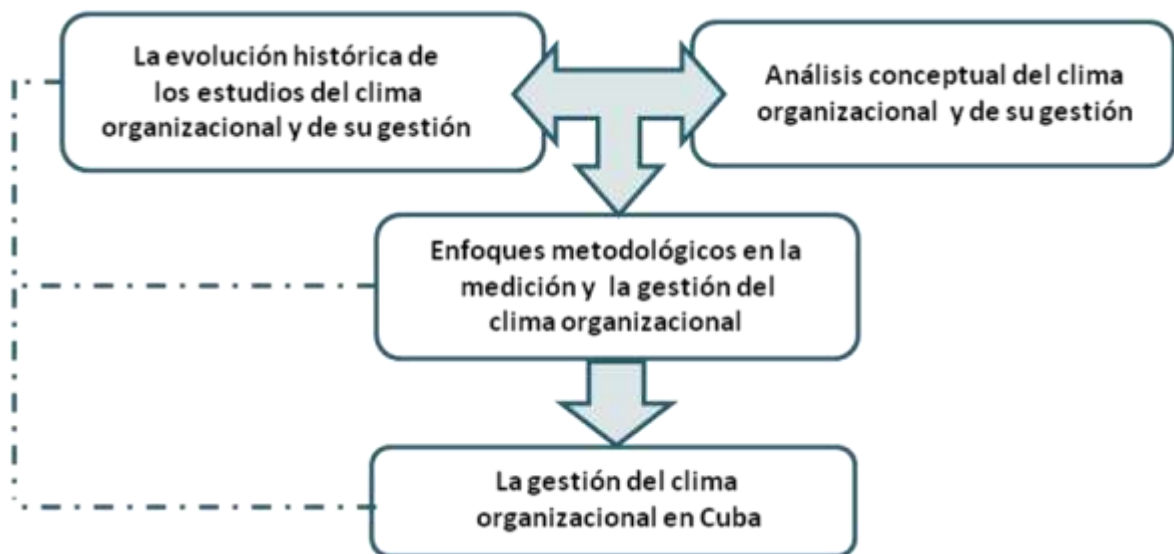 La evolución histórica de
los estudios del clima
organizacional y de su gestión
Análisis conceptual del clima
organizacional y de su gestión
Enfoques metodológicos en la
medición y la gestión del
clima organizacional
La gestión del clima
organizacional en Cuba